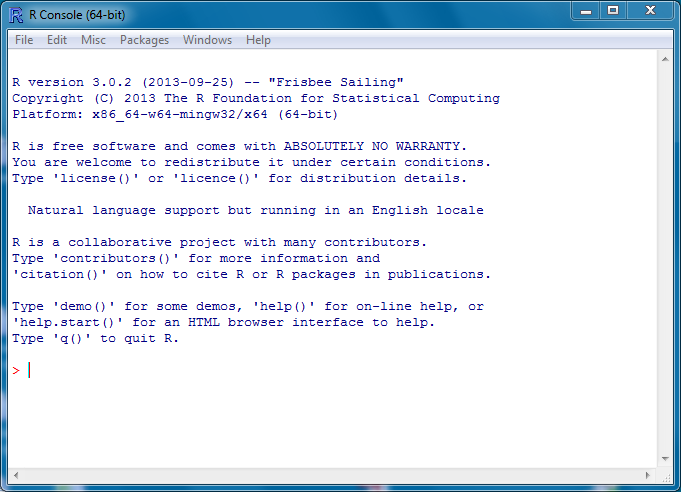 R Console (64-bit)
File Edit Misc Packages Windows Help
R version 3.0.2 (2013-09-25) -- "Frisbee Sailing"
Copyright (C) 2013 The R Foundation for Statistical Computing
Platform: x86_64-w64-mingw32/x64 (64-bit)
R is free software and comes with ABSOLUTELY NO WARRANTY.
You are welcome to redistribute it under certain conditions.
Type 'license()' or 'licence()' for distribution details.
Natural language support but running in an English locale
R is a collaborative project with many contributors.
Type 'contributors()' for more information and
'citation()' on how to cite R or R packages in publications.
Type 'demo()' for some demos, 'help()' for on-line help, or
'help.start()' for an HTML browser interface to help.
Type 'q()' to quit R.
>